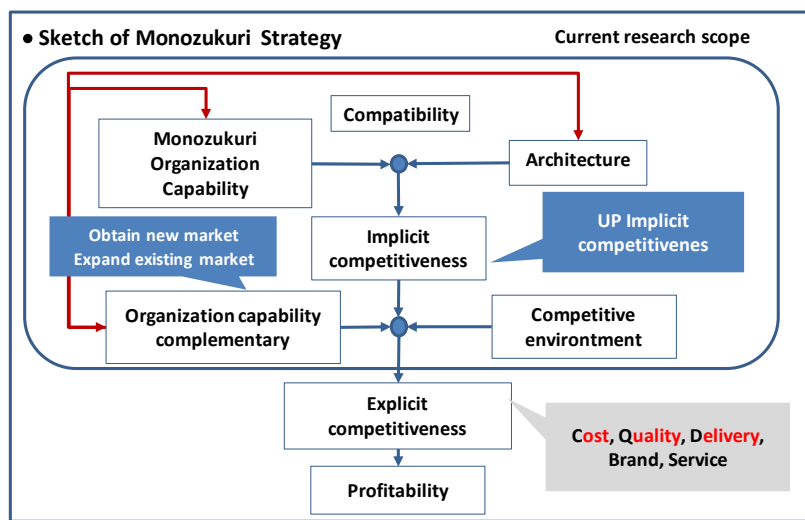 • Sketch of Monozukuri Strategy
Current research scope
Compatibility
Monozukuri
Organization
Capability
Architecture
Obtain new market
Expand existing market
Implicit
competitiveness
UP Implicit
competitivenes
Organization capability
complementary
Competitive
environtment
Explicit
competitiveness
Cost, Quality, Delivery,
Brand, Service
Profitability